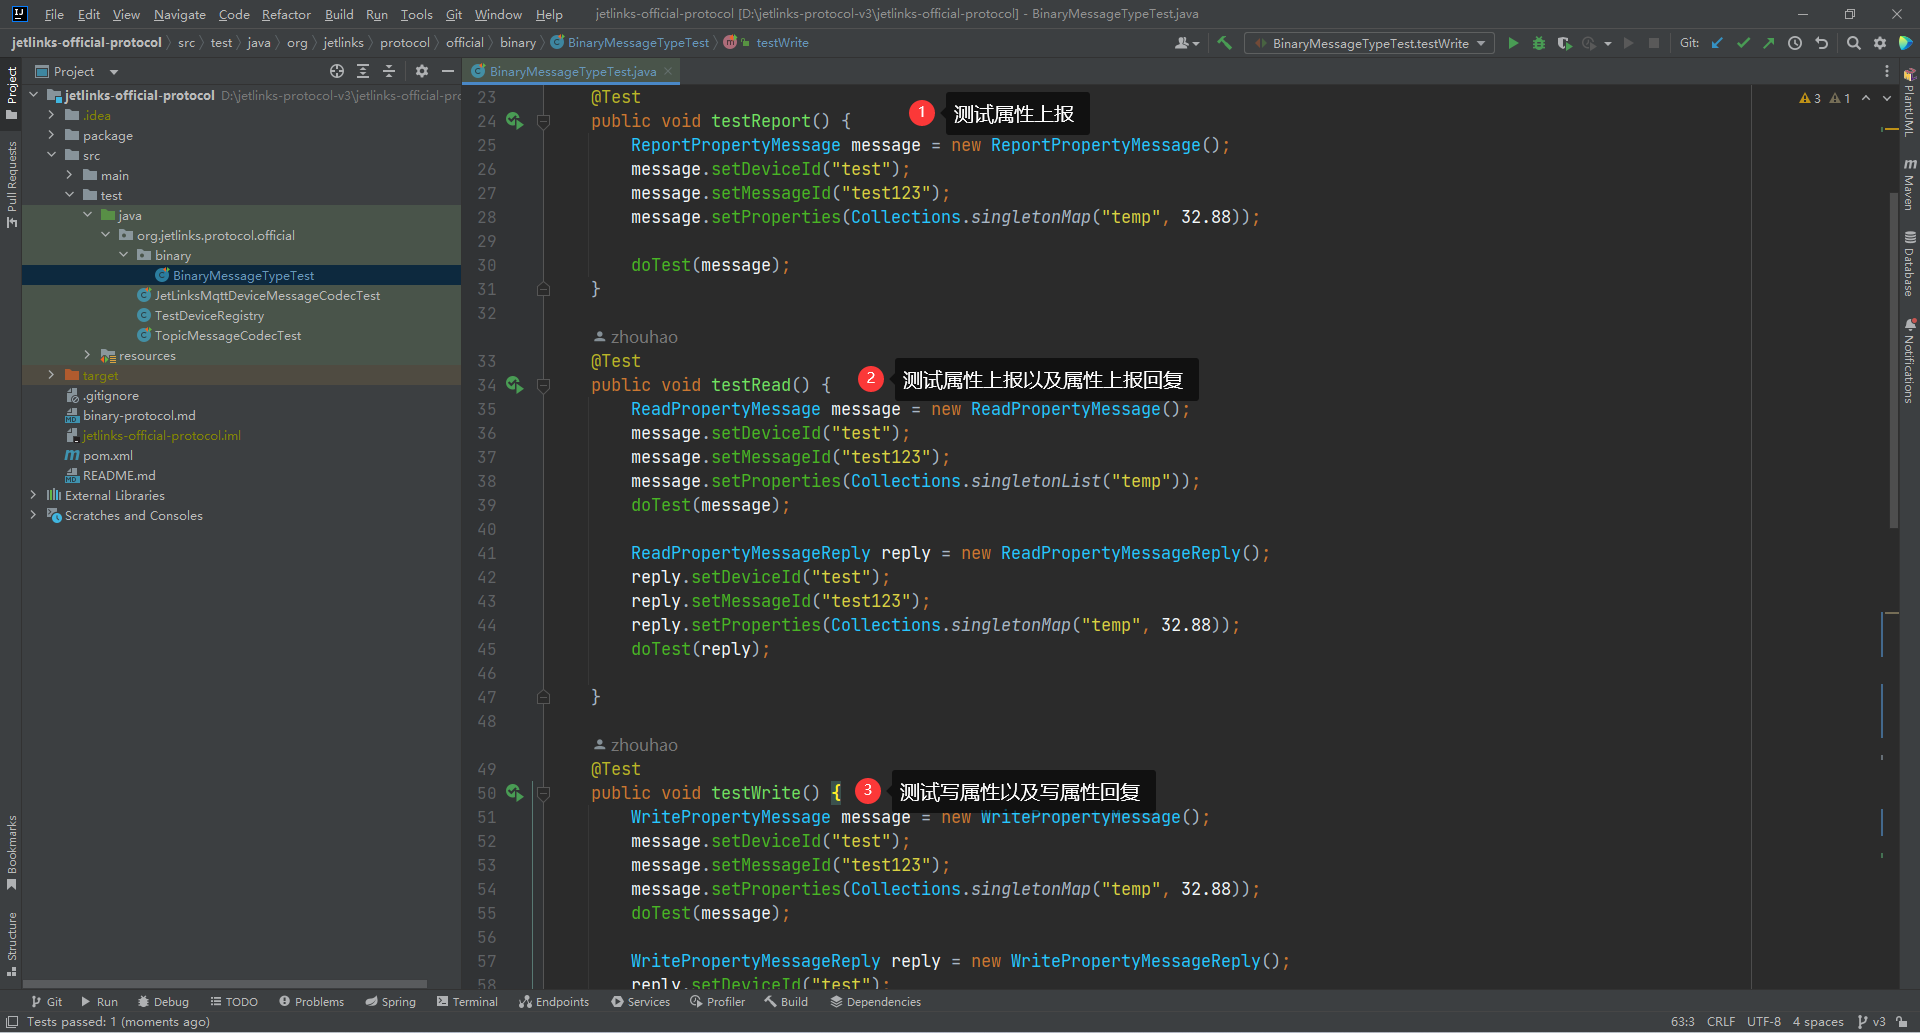 File Edit View Navigate Code Refactor Build Run Tools Git Window Help jetlinks-official-protocol [D:\jetlinks-protocol-v3\jetlinks-official-protocol] - BinaryMessageTypeTest.java
jetlinks-official-protocol src test java org jetlinks protocol official binary BinaryMessageTypeTest testWrite BinaryMessageTypeTest.testWrite Git:
Project
BinaryMessageTypeTest.java
jetlinks-official-protocol D:\jetlinks-protocol-v3\jetlinks-official-prc
.idea
package
src
main
test
java
org.jetlinks.protocol.official
binary
BinaryMessageTypeTest
JetLinksMqttDeviceMessageCodecTest
TestDeviceRegistry
TopicMessageCodecTest
resources
target
.gitignore
binary-protocol.md
jetlinks-official-protocol.iml
pom.xml
README.md
External Libraries
Scratches and Consoles
Project
Pull Requests
Bookmarks
Structure
3 1
23 @Test
24 public void testReport() { 1 测试属性上报
25 ReportPropertyMessage message = new ReportPropertyMessage();
26 message.setDeviceId("test");
27 message.setMessageId("test123");
28 message.setProperties(Collections.singletonMap("temp", 32.88));
29
30 doTest(message);
31 }
32
zhouhao
33 @Test
34 public void testRead() { 2 测试属性上报以及属性上报回复
35 ReadPropertyMessage message = new ReadPropertyMessage();
36 message.setDeviceId("test");
37 message.setMessageId("test123");
38 message.setProperties(Collections.singletonList("temp"));
39 doTest(message);
40
41 ReadPropertyMessageReply reply = new ReadPropertyMessageReply();
42 reply.setDeviceId("test");
43 reply.setMessageId("test123");
44 reply.setProperties(Collections.singletonMap("temp", 32.88));
45 doTest(reply);
46
47 }
48
zhouhao
49 @Test
50 public void testWrite() { 3 测试写属性以及写属性回复
51 WritePropertyMessage message = new WritePropertyMessage();
52 message.setDeviceId("test");
53 message.setMessageId("test123");
54 message.setProperties(Collections.singletonMap("temp", 32.88));
55 doTest(message);
56
57 WritePropertyMessageReply reply = new WritePropertyMessageReply();
58 reply.setDeviceId("test");
PlantUML
Maven
Database
Notifications
Git Run Debug TODO Problems Spring Terminal Endpoints Services Profiler Build Dependencies
Tests passed: 1 (moments ago) 63:3 CRLF UTF-8 4 spaces v3